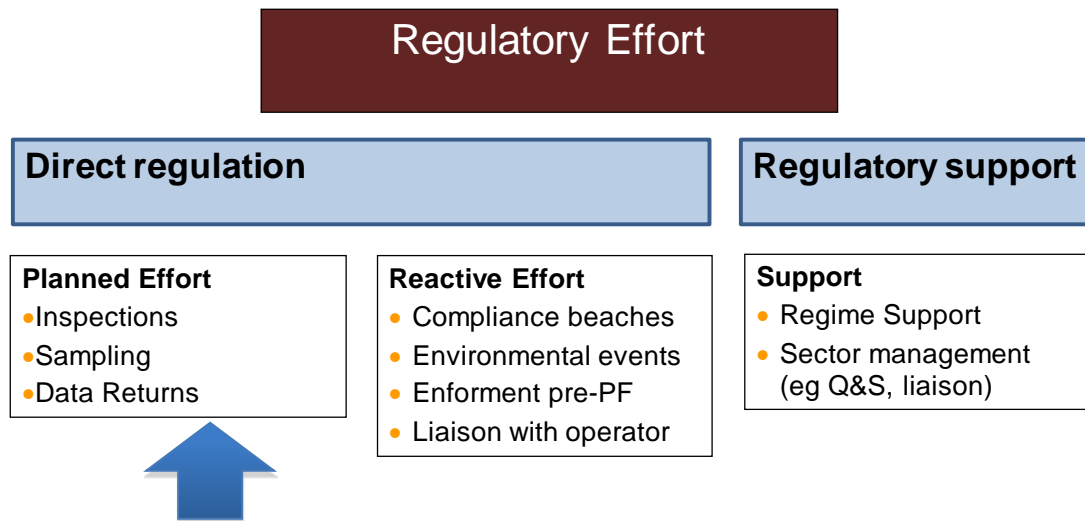 Regulatory Effort
Direct regulation
Regulatory support
Planned Effort
•Inspections
•Sampling
•Data Returns
Reactive Effort
• Compliance beaches
• Environmental events
• Enforment pre-PF
• Liaison with operator
Support
• Regime Support
• Sector management
(eg Q&S, liaison)